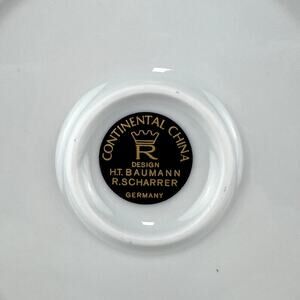 CONTINENTAL CHINA
R
DESIGN
H.T. BAUMANN
R.SCHARRER
GERMANY